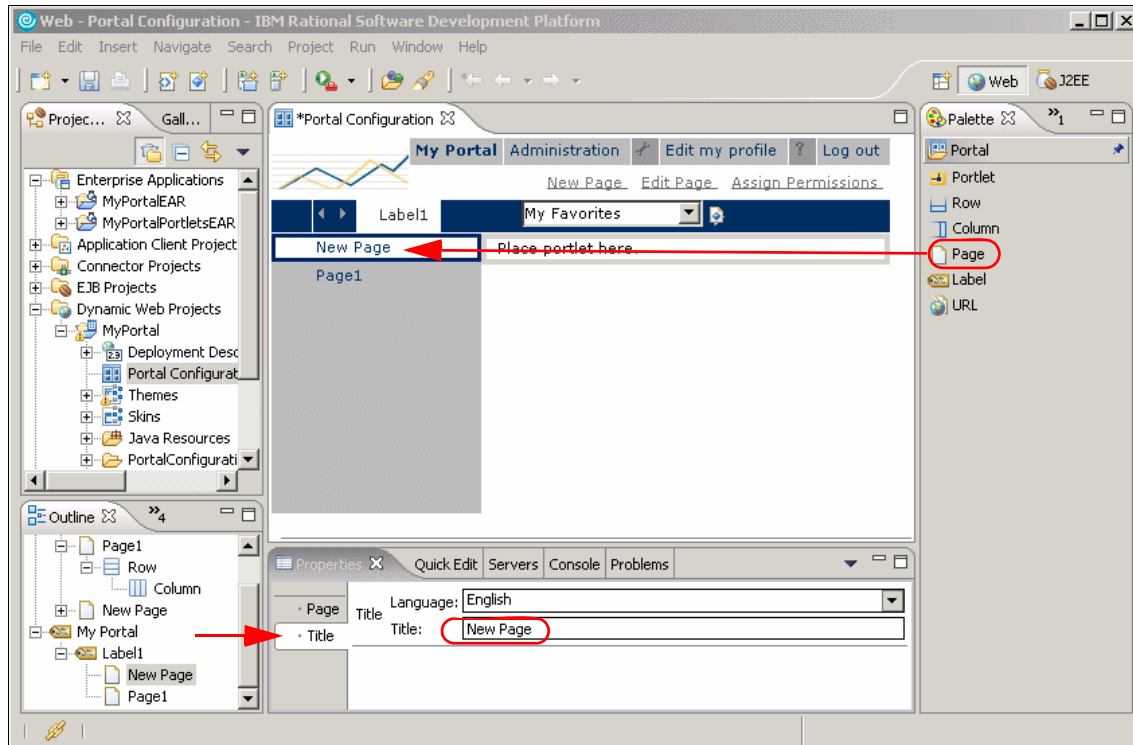 Web - Portal Configuration - IBM Rational Software Development Platform
File Edit Insert Navigate Search Project Run Window Help
Web J2EE
Projec... Gall...
Enterprise Applications
MyPortalEAR
MyPortalPortletsEAR
Application Client Project
Connector Projects
EJB Projects
Dynamic Web Projects
MyPortal
2.3 Deployment Desc
Portal Configurat
Themes
Skins
Java Resources
PortalConfigurati
Outline »4
Page1
Row
Column
New Page
My Portal
Label1
New Page
Page1
*Portal Configuration
My Portal Administration Edit my profile ? Log out
New Page Edit Page Assign Permissions
Label1 My Favorites
New Page Place portlet here.
Page1
Properties Quick Edit Servers Console Problems
Page
Title
Title
Language: English
Title: New Page
Palette »1
Portal
Portlet
Row
Column
Page
Label
URL